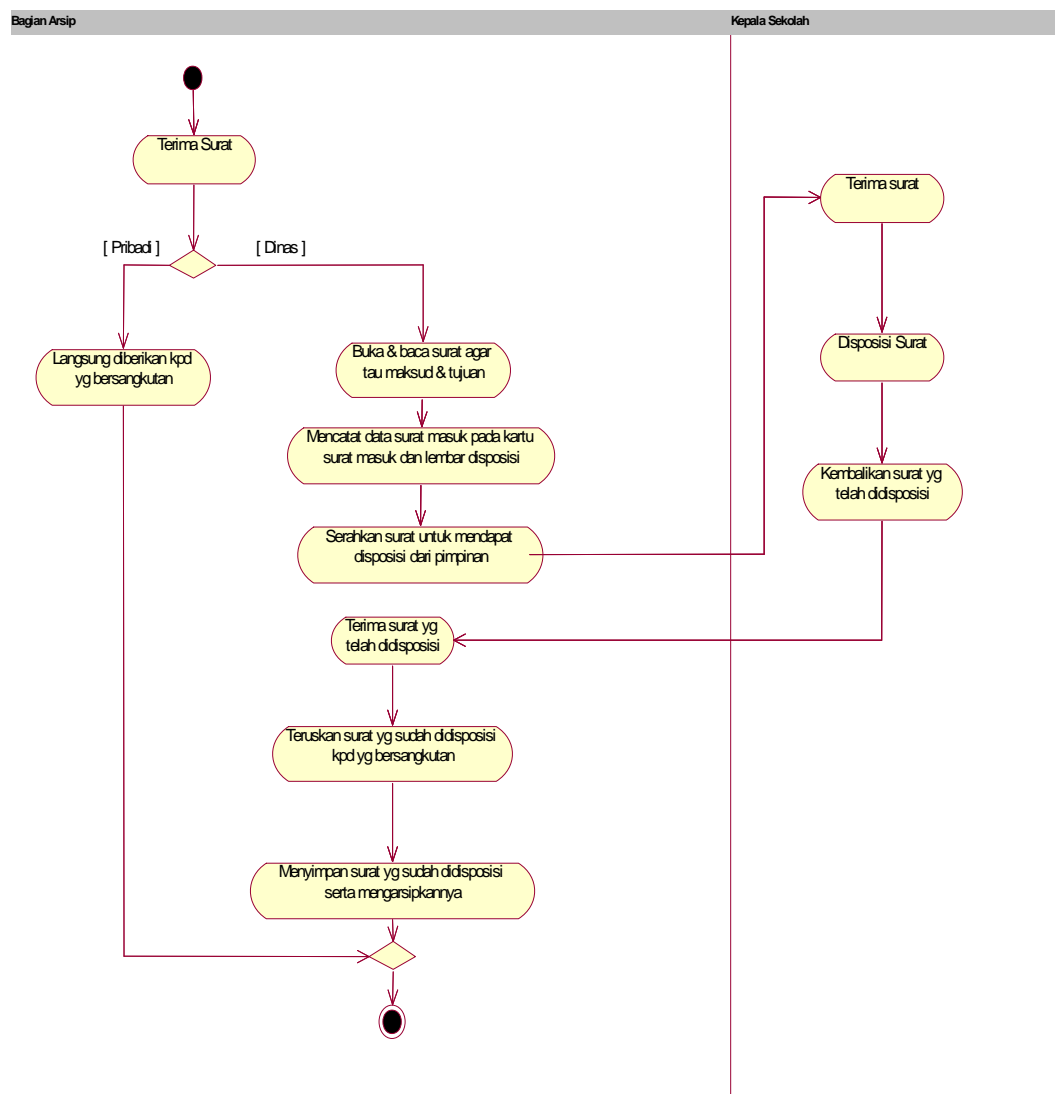 Bagian Arsip
Kepala Sekolah
Terima Surat
[ Pribadi ]
[ Dinas ]
Langsung diberikan kpd
yg bersangkutan
Buka & baca surat agar
tau maksud & tujuan
Mencatat data surat masuk pada kartu
surat masuk dan lembar disposisi
Serahkan surat untuk mendapat
disposisi dari pimpinan
Terima surat
Disposisi Surat
Kembalikan surat yg
telah didisposisi
Terima surat yg
telah didisposisi
Teruskan surat yg sudah didisposisi
kpd yg bersangkutan
Menyimpan surat yg sudah didisposisi
serta mengarsipkannya